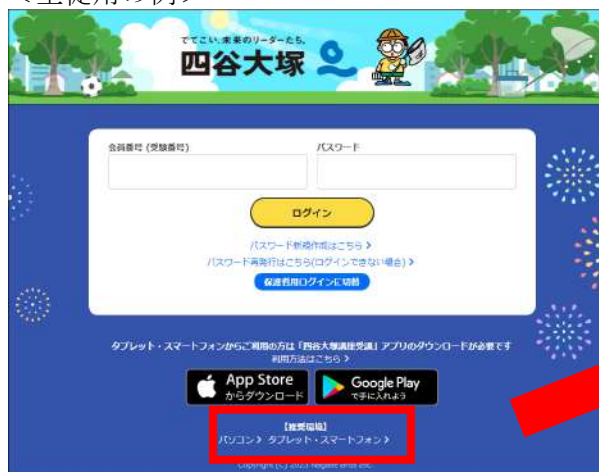 ででこい、未来のリーダーたち。
四谷大塚
会員番号 (受験番号)
パスワード
ログイン
パスワード新規作成はこちら >
パスワード再発行はこちら(ログインできない場合) >
保護者用ログインに切替
タブレット・スマートフォンからご利用の方は「四谷大塚講座受講」アプリのダウンロードが必要です
利用方法はこちら >
App Store
からダウンロード
Google Play
で手に入れよう
【推奨環境】
パソコン > タブレット・スマートフォン >
Copyright (C) 2023 Nagase Bros Inc.